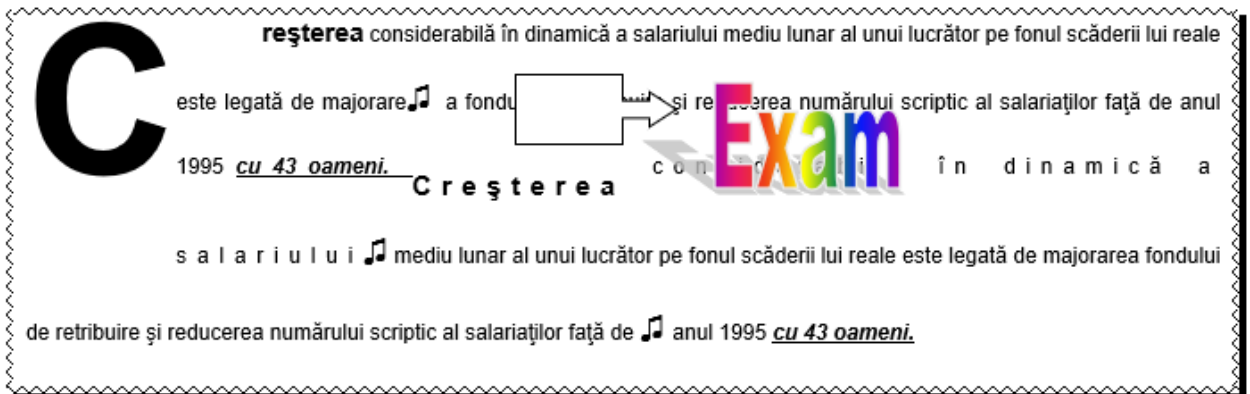 Creşterea considerabilă în dinamică a salariului mediu lunar al unui lucrător pe fonul scăderii lui reale
este legată de majorare♫ a fondu şi reducerea numărului scriptic al salariaţilor faţă de anul
1995 cu 43 oameni. Creşterea în dinamică a
Exam
salariului ♫ mediu lunar al unui lucrător pe fonul scăderii lui reale este legată de majorarea fondului
de retribuire şi reducerea numărului scriptic al salariaţilor faţă de ♫ anul 1995 cu 43 oameni.